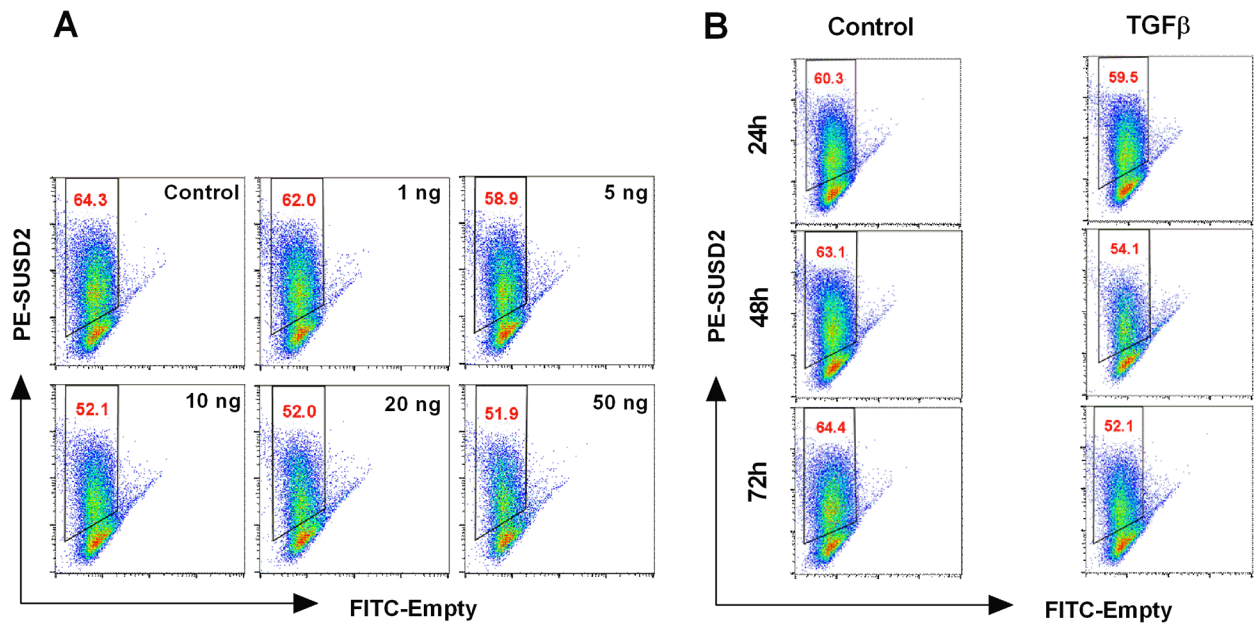 A
PE-SUSD2
64.3 Control
62.0 1 ng
58.9 5 ng
52.1 10 ng
52.0 20 ng
51.9 50 ng
FITC-Empty
B
Control TGFβ
PE-SUSD2
24h
60.3 59.5
48h
63.1 54.1
72h
64.4 52.1
FITC-Empty